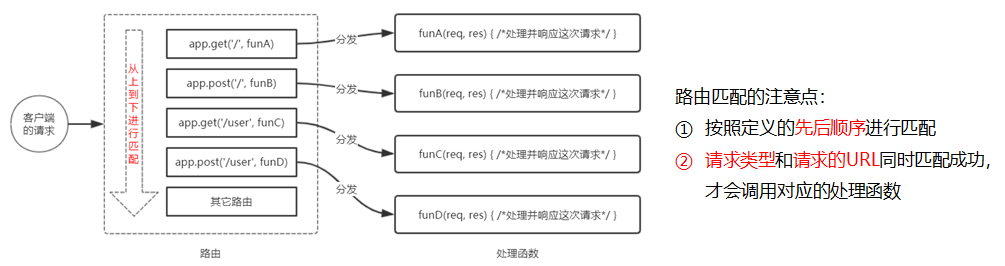 客户端
的请求
从上到下进行匹配
app.get('/', funA)
app.post('/', funB)
app.get('/user', funC)
app.post('/user', funD)
其它路由
路由
分发
分发
分发
分发
funA(req, res) { /*处理并响应这次请求*/ }
funB(req, res) { /*处理并响应这次请求*/ }
funC(req, res) { /*处理并响应这次请求*/ }
funD(req, res) { /*处理并响应这次请求*/ }
处理函数
路由匹配的注意点：
① 按照定义的先后顺序进行匹配
② 请求类型和请求的URL同时匹配成功，
才会调用对应的处理函数